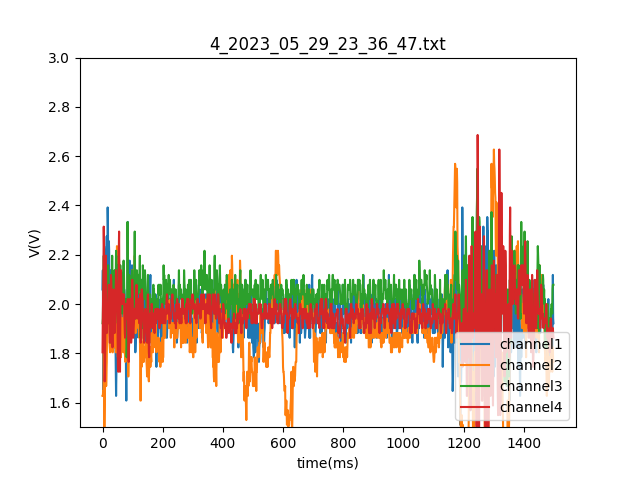 4_2023_05_29_23_36_47.txt
3.0
2.8
2.6
2.4
2.2
2.0
1.8
1.6
V(V)
0 200 400 600 800 1000 1200 1400
time(ms)
channel1
channel2
channel3
channel4